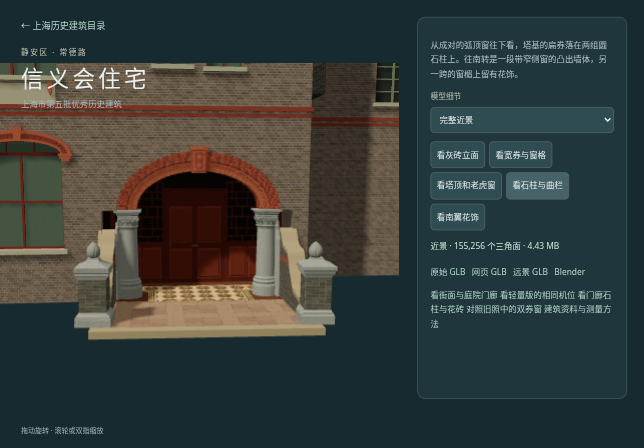 ← 上海历史建筑目录
静安区 · 常德路
信义会住宅
上海市第五批优秀历史建筑
从成对的弧顶窗往下看，塔基的扁券落在两组圆
石柱上。往南转是一段带窄侧窗的凸出墙体，另
一跨的窗楣上留有花饰。
模型细节
完整近景
看灰砖立面
看宽券与窗格
看塔顶和老虎窗
看石柱与曲栏
看南翼花饰
近景 · 155,256 个三角面 · 4.43 MB
原始 GLB 网页 GLB 远景 GLB Blender
看街面与庭院门廊 看轻量版的相同机位 看门廊石
柱与花砖 对照旧照中的双券窗 建筑资料与测量方
法
拖动旋转 · 滚轮或双指缩放